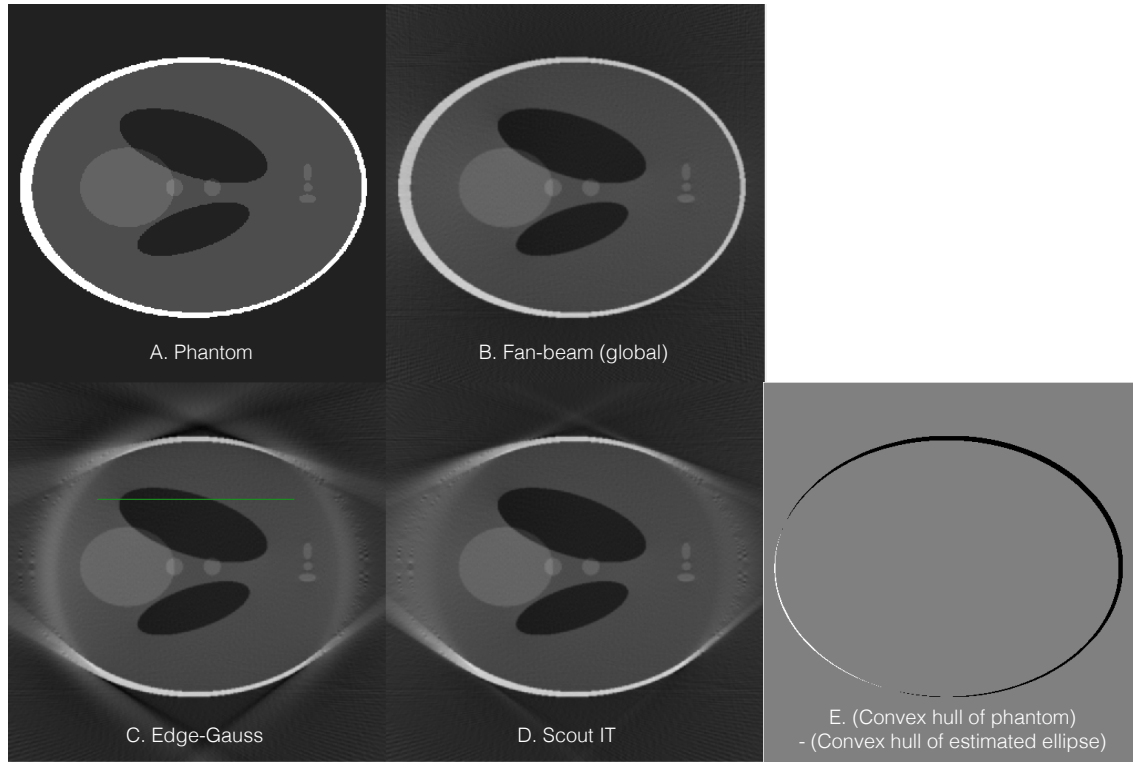 A. Phantom
B. Fan-beam (global)
C. Edge-Gauss
D. Scout IT
E. (Convex hull of phantom)
- (Convex hull of estimated ellipse)